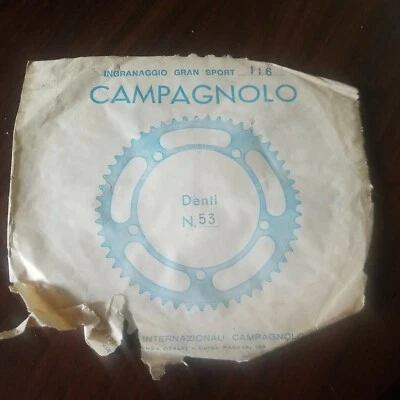 INGRANAGGIO GRAN SPORT 116
CAMPAGNOLO
Denti
N. 53
INTERNAZIONALI CAMPAGNOLO